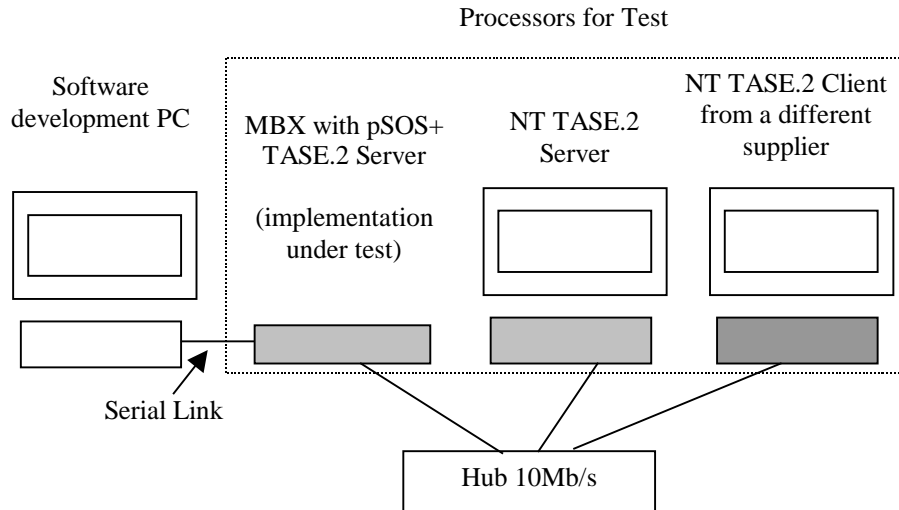 Processors for Test
Software
development PC
MBX with pSOS+
TASE.2 Server
(implementation
under test)
NT TASE.2
Server
NT TASE.2 Client
from a different
supplier
Serial Link
Hub 10Mb/s